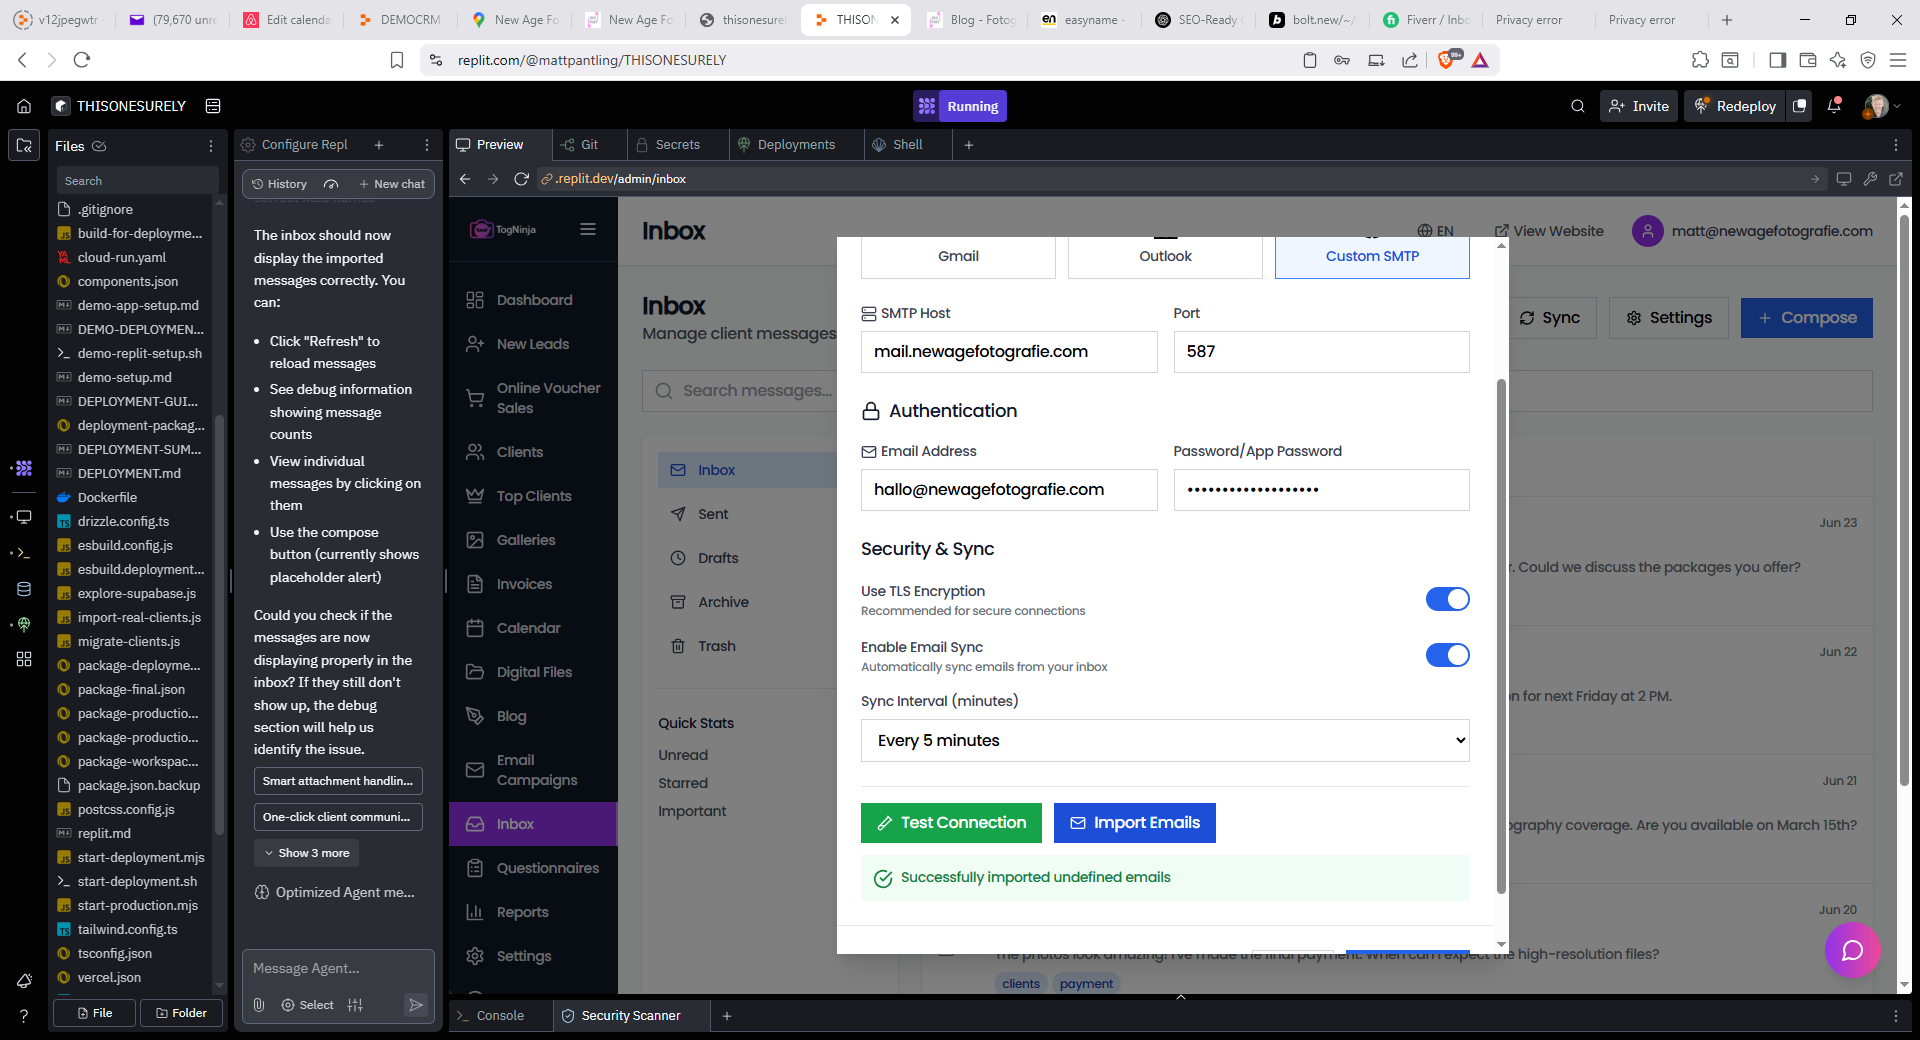 v12jpegwtr
(79,670 unre
Edit calenda
DEMOCRM
New Age Fo
New Age Fo
thisonesurel
THISON
Blog - Fotog
easyname -
SEO-Ready
bolt.new/~/
Fiverr / Inbo
Privacy error
Privacy error
replit.com/@mattpantling/THISONESURELY
THISONESURELY
Running
Invite
Redeploy
Files
Search
.gitignore
build-for-deployme...
cloud-run.yaml
components.json
demo-app-setup.md
DEMO-DEPLOYMEN...
demo-replit-setup.sh
demo-setup.md
DEPLOYMENT-GUI...
deployment-packag...
DEPLOYMENT-SUM...
DEPLOYMENT.md
Dockerfile
drizzle.config.ts
esbuild.config.js
esbuild.deployment...
explore-supabase.js
import-real-clients.js
migrate-clients.js
package-deployme...
package-final.json
package-productio...
package-productio...
package-workspac...
package.json.backup
postcss.config.js
replit.md
start-deployment.mjs
start-deployment.sh
start-production.mjs
tailwind.config.ts
tsconfig.json
vercel.json
File
Folder
Configure Repl
History
New chat
The inbox should now
display the imported
messages correctly. You
can:
• Click "Refresh" to
reload messages
• See debug information
showing message
counts
• View individual
messages by clicking on
them
• Use the compose
button (currently shows
placeholder alert)
Could you check if the
messages are now
displaying properly in the
inbox? If they still don't
show up, the debug
section will help us
identify the issue.
Smart attachment handlin...
One-click client communi...
Show 3 more
Optimized Agent me...
Message Agent...
Select
Preview
Git
Secrets
Deployments
Shell
.replit.dev/admin/inbox
TogNinja
Dashboard
New Leads
Online Voucher
Sales
Clients
Top Clients
Galleries
Invoices
Calendar
Digital Files
Blog
Email
Campaigns
Inbox
Questionnaires
Reports
Settings
Inbox
EN
View Website
matt@newagefotografie.com
Inbox
Manage client messages
Sync
Settings
Compose
Search messages...
Inbox
Sent
Drafts
Archive
Trash
Quick Stats
Unread
Starred
Important
Gmail
Outlook
Custom SMTP
SMTP Host
Port
mail.newagefotografie.com
587
Authentication
Email Address
Password/App Password
hallo@newagefotografie.com
•••••••••••••••••••
Security & Sync
Use TLS Encryption
Recommended for secure connections
Enable Email Sync
Automatically sync emails from your inbox
Sync Interval (minutes)
Every 5 minutes
Test Connection
Import Emails
Successfully imported undefined emails
Jun 23
r. Could we discuss the packages you offer?
Jun 22
n for next Friday at 2 PM.
Jun 21
ography coverage. Are you available on March 15th?
Jun 20
The photos look amazing! I've made the final payment. When can I expect the high-resolution files?
clients
payment
Console
Security Scanner